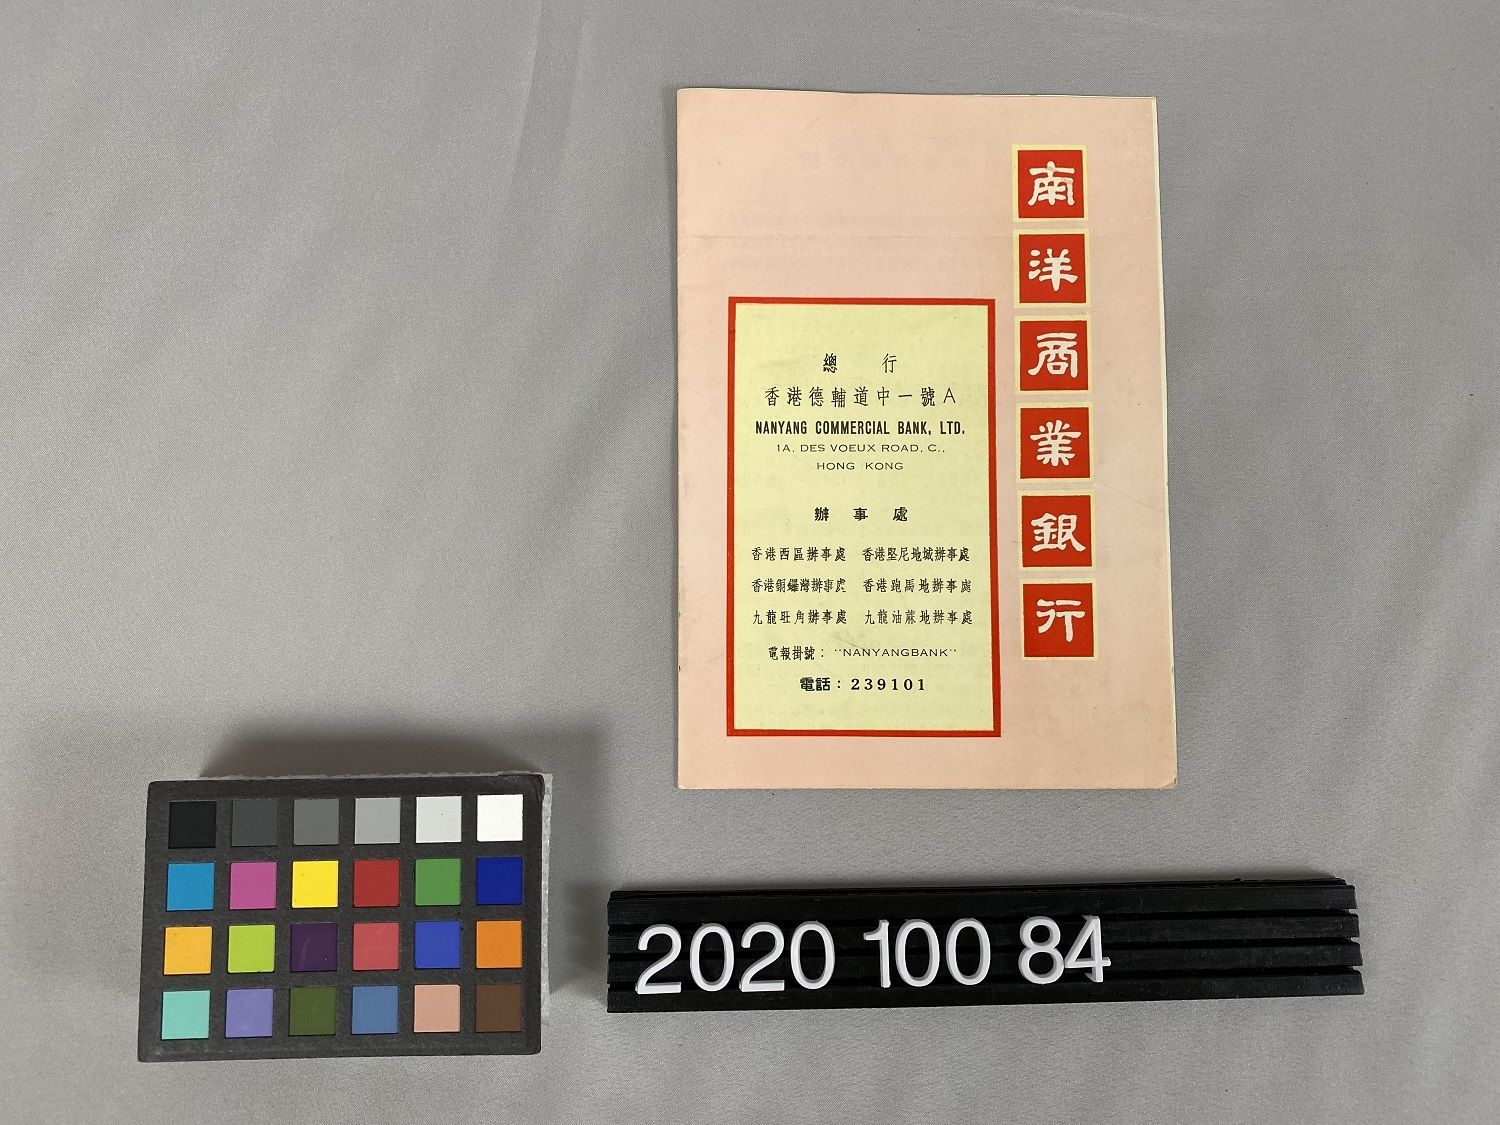 南洋商業銀行
總行
香港德輔道中一號A
NANYANG COMMERCIAL BANK, LTD.
1A, DES VOEUX ROAD, C.,
HONG KONG
辦事處
香港西區辦事處 香港堅尼地城辦事處
香港銅鑼灣辦事處 香港跑馬地辦事處
九龍旺角辦事處 九龍油蔴地辦事處
電報掛號：“NANYANGBANK”
電話：239101
2020 100 84